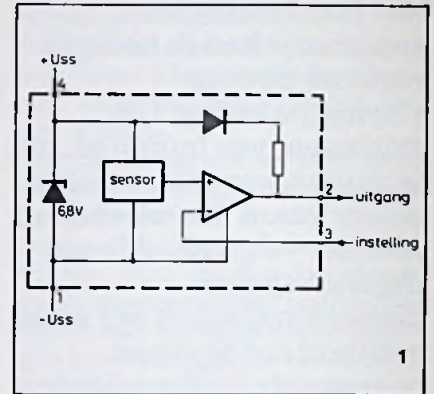 +Uss
4
sensor
+
-
6,8V
2
uitgang
3
instelling
1
-Uss
1